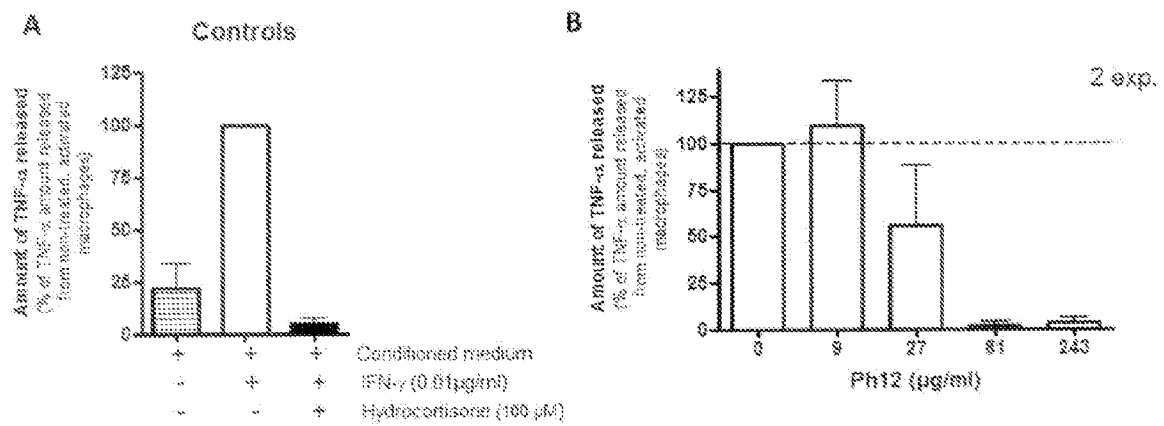 A
Controls
Amount of TNF-α released
(% of TNF-α amount released
from non-treated, activated
macrophages)
125
100
75
50
25
0
+ + + Conditioned medium
- + + IFN-γ (0.01µg/ml)
- - + Hydrocortisone (100 µM)
B
2 exp.
Amount of TNF-α released
(% of TNF-α amount released
from non-treated, activated
macrophages)
125
100
75
50
25
0
0 9 27 81 243
Ph12 (µg/ml)